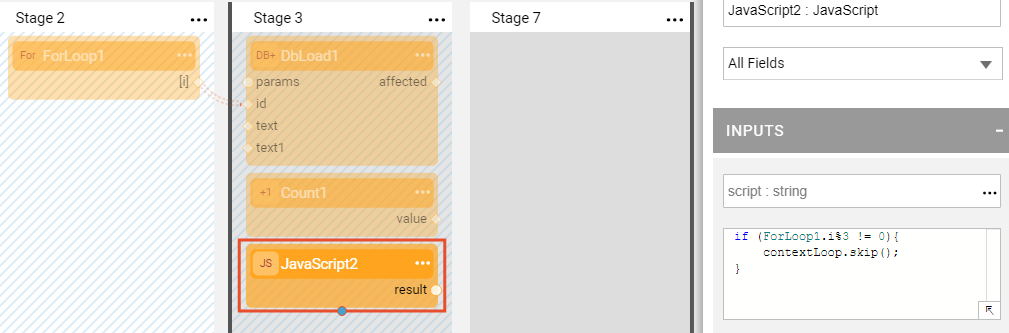 Stage 2
...
For ForLoop1 ...
[i]
Stage 3
...
DB+ DbLoad1 ...
params affected
id
text
text1
+1 Count1 ...
value
JS JavaScript2 ...
result
Stage 7
...
JavaScript2 : JavaScript
All Fields
INPUTS -
script : string ...
if (ForLoop1.i%3 != 0){
    contextLoop.skip();
}